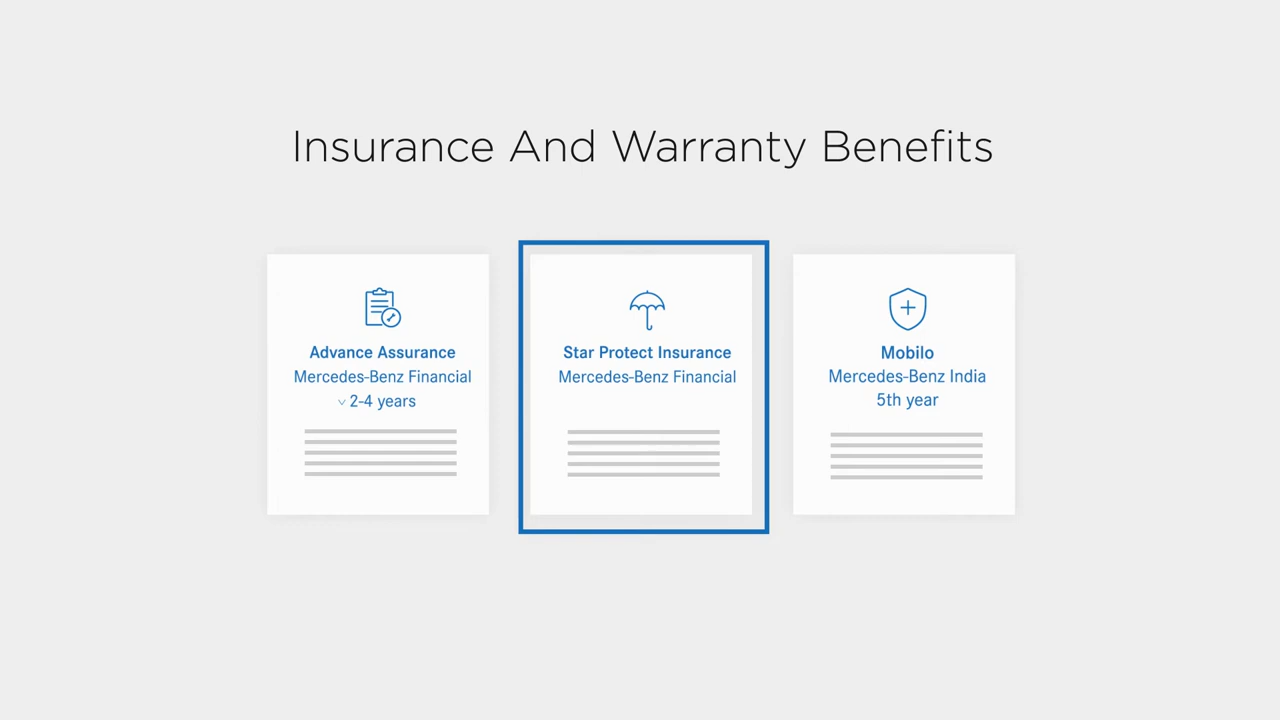 Insurance And Warranty Benefits
Advance Assurance
Mercedes-Benz Financial
2-4 years
Star Protect Insurance
Mercedes-Benz Financial
Mobilo
Mercedes-Benz India
5th year